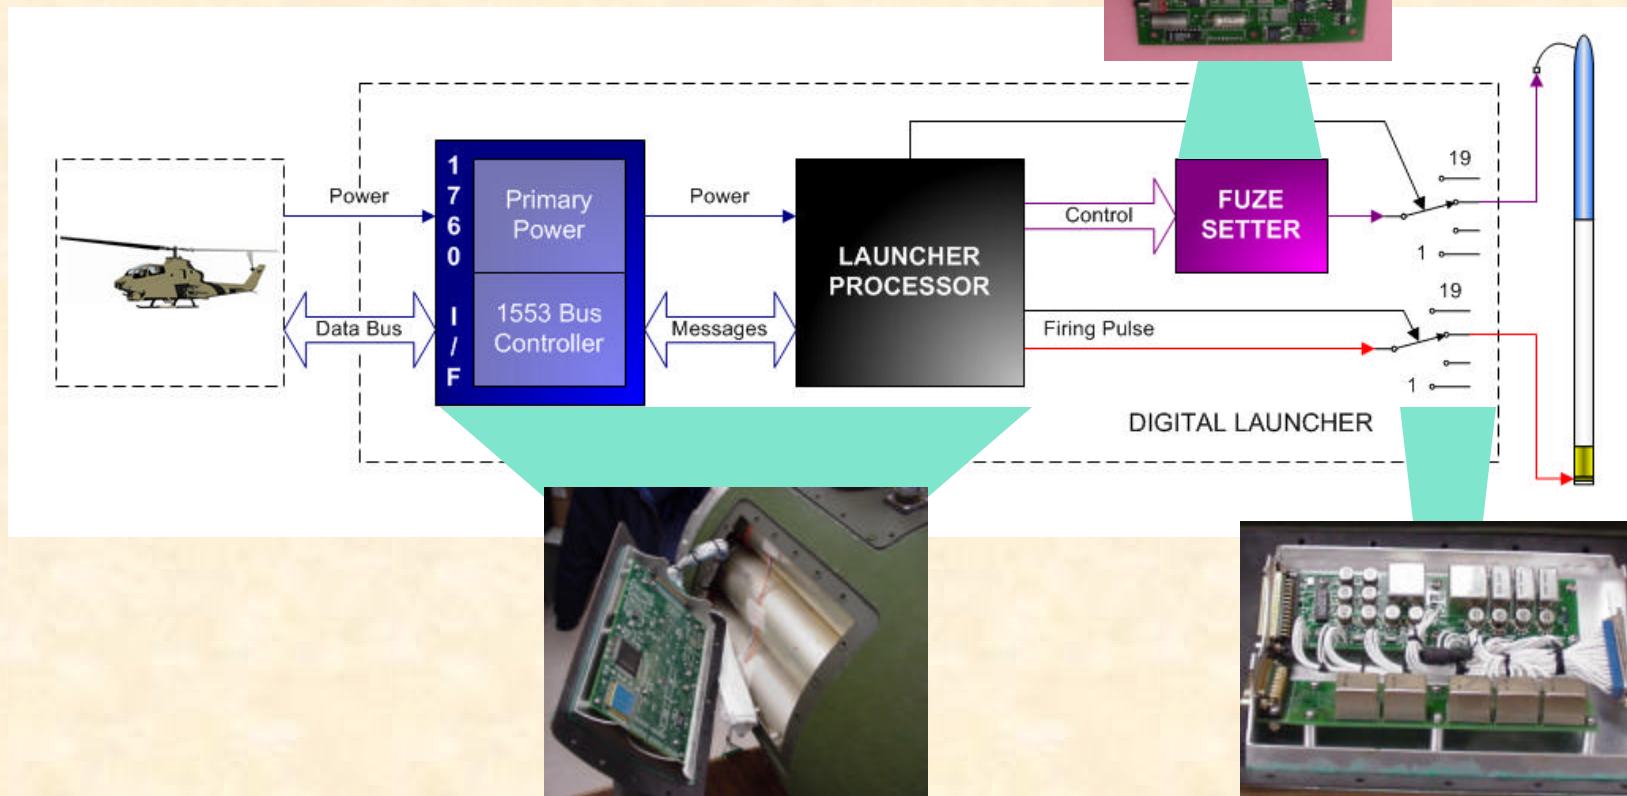 Power
Data Bus
1
7
6
0
I
/
F
Primary
Power
1553 Bus
Controller
Power
Messages
LAUNCHER
PROCESSOR
Control
FUZE
SETTER
Firing Pulse
19
1
19
1
DIGITAL LAUNCHER